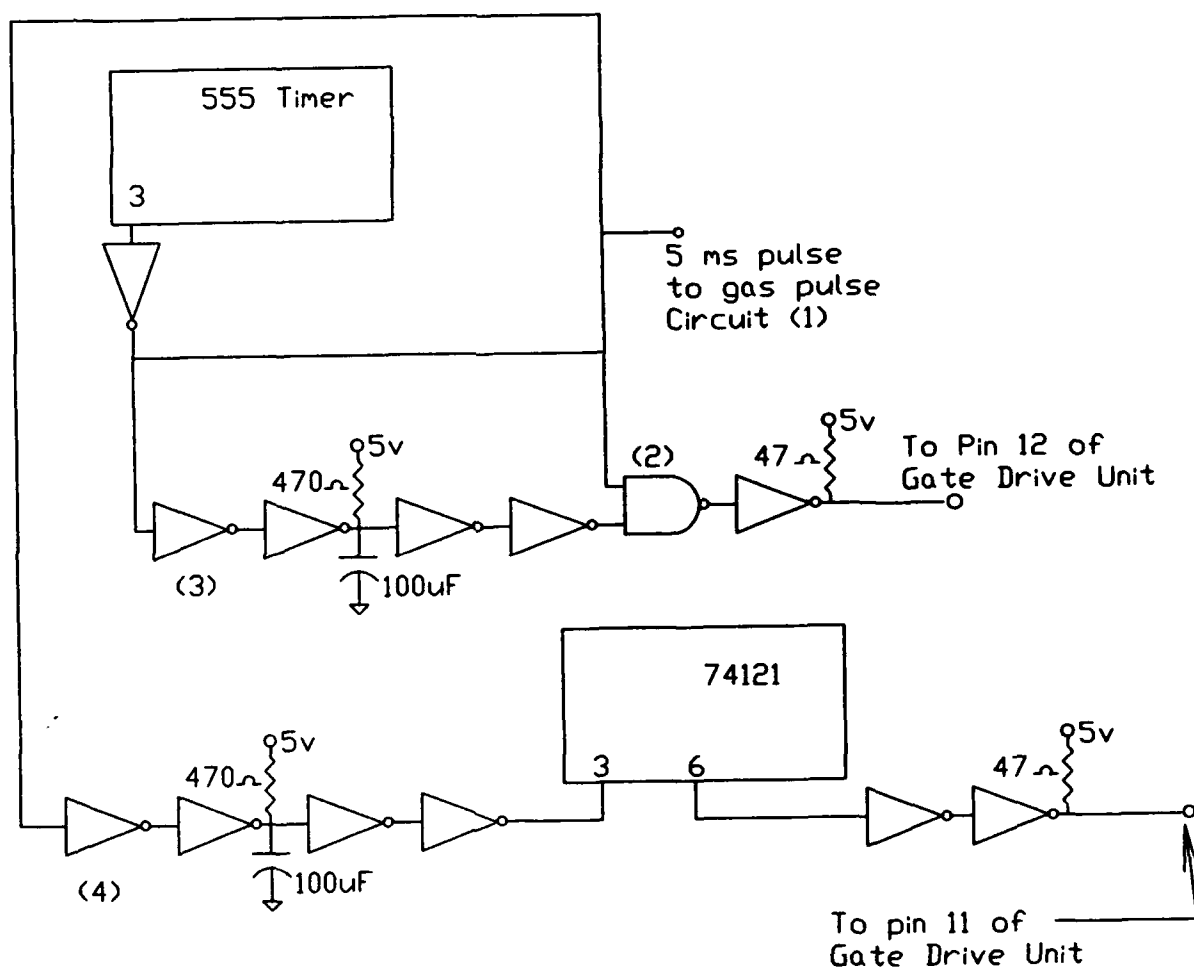 555 Timer
3
5 ms pulse
to gas pulse
Circuit (1)
5v
470Ω
(2)
5v
47Ω
To Pin 12 of
Gate Drive Unit
(3)
100uF
74121
3
6
5v
470Ω
5v
47Ω
(4)
100uF
To pin 11 of
Gate Drive Unit